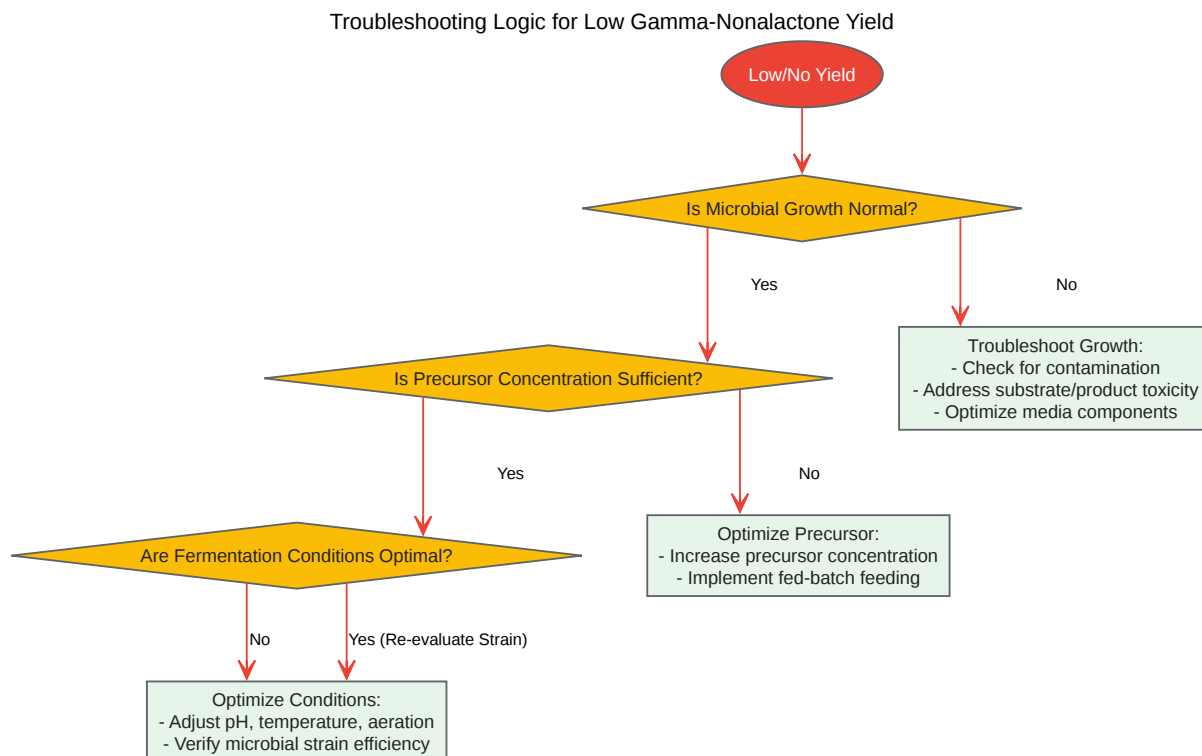 Troubleshooting Logic for Low Gamma-Nonalactone Yield
Low/No Yield
Is Microbial Growth Normal?
Yes
No
Troubleshoot Growth:
- Check for contamination
- Address substrate/product toxicity
- Optimize media components
Is Precursor Concentration Sufficient?
Yes
No
Optimize Precursor:
- Increase precursor concentration
- Implement fed-batch feeding
Are Fermentation Conditions Optimal?
No
Yes (Re-evaluate Strain)
Optimize Conditions:
- Adjust pH, temperature, aeration
- Verify microbial strain efficiency